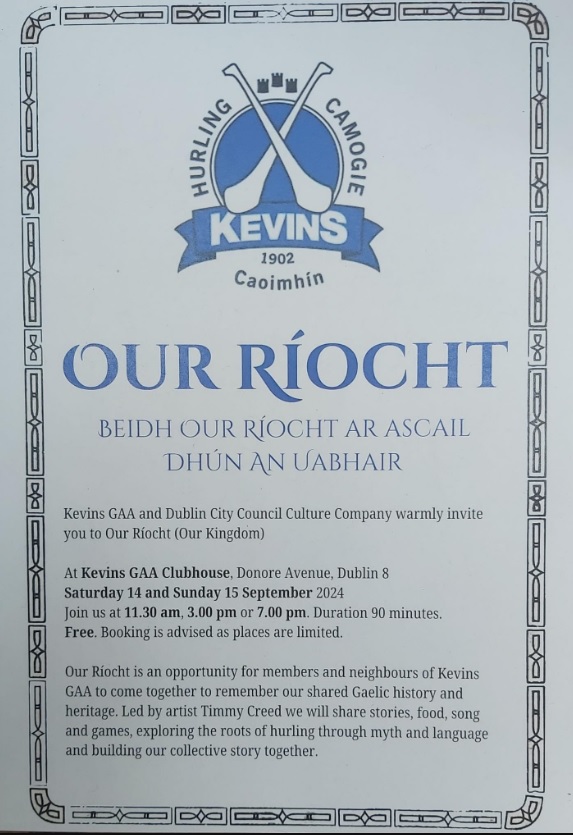 HURLING CAMOGIE
KEVINS
1902
Caoimhín
OUR RÍOCHT
BEIDH OUR RÍOCHT AR ASCAIL
DHÚN AN UABHAIR
Kevins GAA and Dublin City Council Culture Company warmly invite
you to Our Ríocht (Our Kingdom)
At Kevins GAA Clubhouse, Donore Avenue, Dublin 8
Saturday 14 and Sunday 15 September 2024
Join us at 11.30 am, 3.00 pm or 7.00 pm. Duration 90 minutes.
Free. Booking is advised as places are limited.
Our Ríocht is an opportunity for members and neighbours of Kevins
GAA to come together to remember our shared Gaelic history and
heritage. Led by artist Timmy Creed we will share stories, food, song
and games, exploring the roots of hurling through myth and language
and building our collective story together.